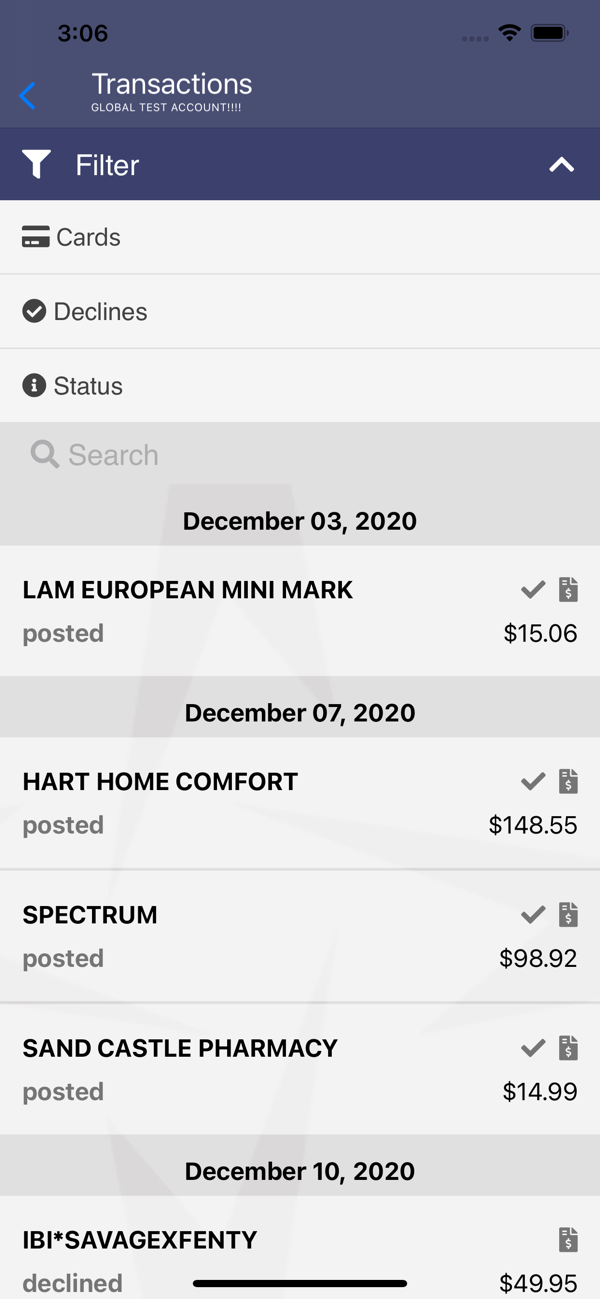 3:06
Transactions
GLOBAL TEST ACCOUNT!!!!
Filter
Cards
Declines
Status
Search
December 03, 2020
LAM EUROPEAN MINI MARK
posted $15.06
December 07, 2020
HART HOME COMFORT
posted $148.55
SPECTRUM
posted $98.92
SAND CASTLE PHARMACY
posted $14.99
December 10, 2020
IBI*SAVAGEXFENTY
declined $49.95